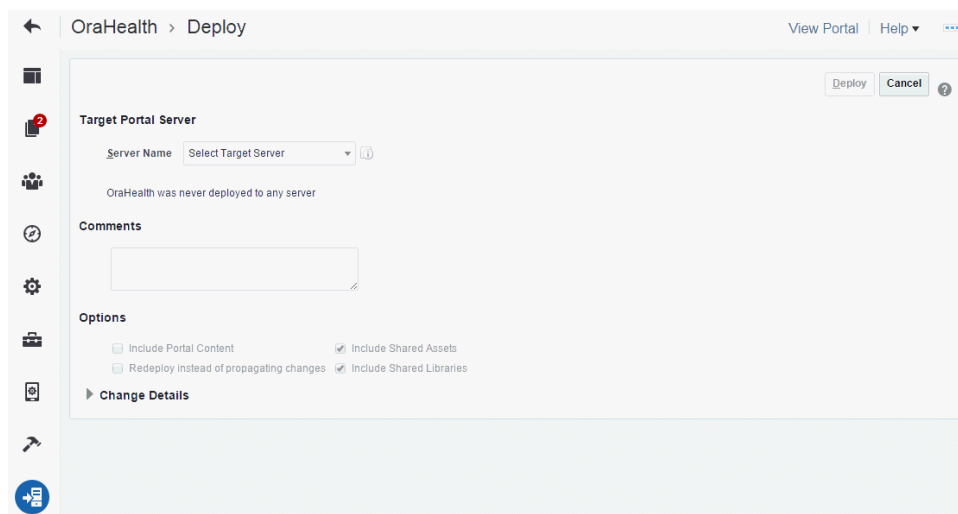 OraHealth > Deploy
View Portal
Help
Deploy
Cancel
?
2
Target Portal Server
Server Name
Select Target Server
i
OraHealth was never deployed to any server
Comments
Options
Include Portal Content
Include Shared Assets
Redeploy instead of propagating changes
Include Shared Libraries
Change Details